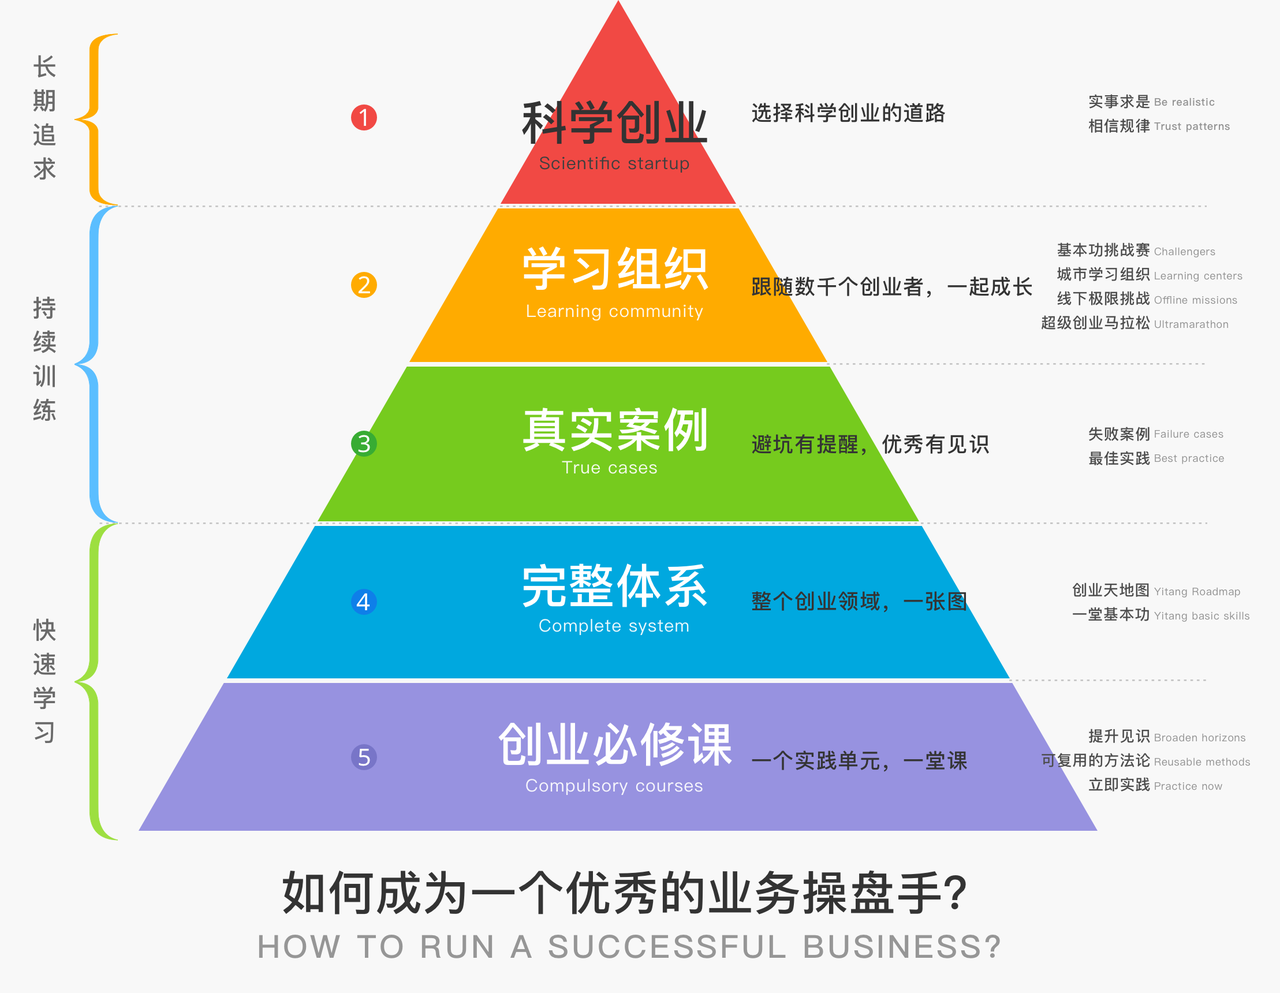 长期追求
1
科学创业
Scientific startup
选择科学创业的道路
实事求是 Be realistic
相信规律 Trust patterns
持续训练
2
学习组织
Learning community
跟随数千个创业者，一起成长
基本功挑战赛 Challengers
城市学习组织 Learning centers
线下极限挑战 Offline missions
超级创业马拉松 Ultramarathon
3
真实案例
True cases
避坑有提醒，优秀有见识
失败案例 Failure cases
最佳实践 Best practice
快速学习
4
完整体系
Complete system
整个创业领域，一张图
创业天地图 Yitang Roadmap
一堂基本功 Yitang basic skills
5
创业必修课
Compulsory courses
一个实践单元，一堂课
提升见识 Broaden horizons
可复用的方法论 Reusable methods
立即实践 Practice now
如何成为一个优秀的业务操盘手?
HOW TO RUN A SUCCESSFUL BUSINESS?